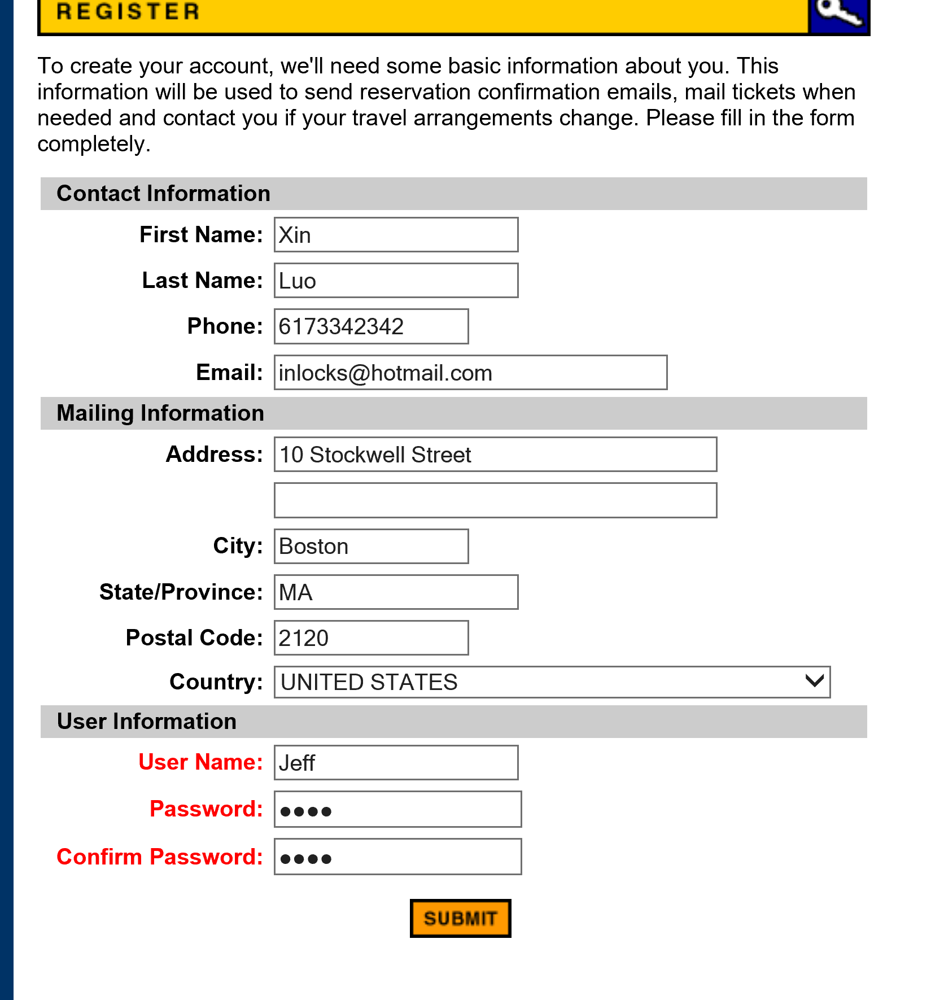 REGISTER
To create your account, we'll need some basic information about you. This
information will be used to send reservation confirmation emails, mail tickets when
needed and contact you if your travel arrangements change. Please fill in the form
completely.
Contact Information
First Name: Xin
Last Name: Luo
Phone: 6173342342
Email: inlocks@hotmail.com
Mailing Information
Address: 10 Stockwell Street
City: Boston
State/Province: MA
Postal Code: 2120
Country: UNITED STATES
User Information
User Name: Jeff
Password: ●●●●
Confirm Password: ●●●●
SUBMIT